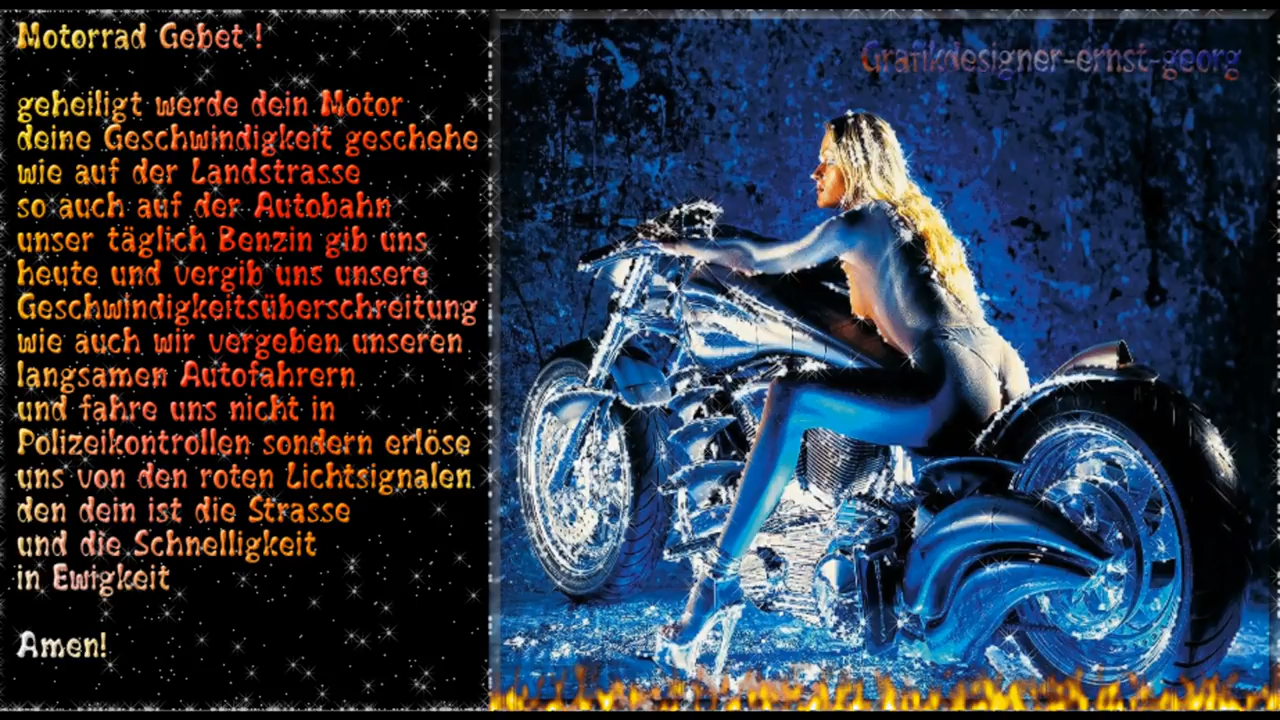 Motorrad Gebet !
geheiligt werde dein Motor
deine Geschwindigkeit geschehe
wie auf der Landstrasse
so auch auf der Autobahn
unser täglich Benzin gib uns
heute und vergib uns unsere
Geschwindigkeitsüberschreitung
wie auch wir vergeben unseren
langsamen Autofahrern
und fahre uns nicht in
Polizeikontrollen sondern erlöse
uns von den roten Lichtsignalen
den dein ist die Strasse
und die Schnelligkeit
in Ewigkeit
Amen!
Grafikdesigner-ernst-georg